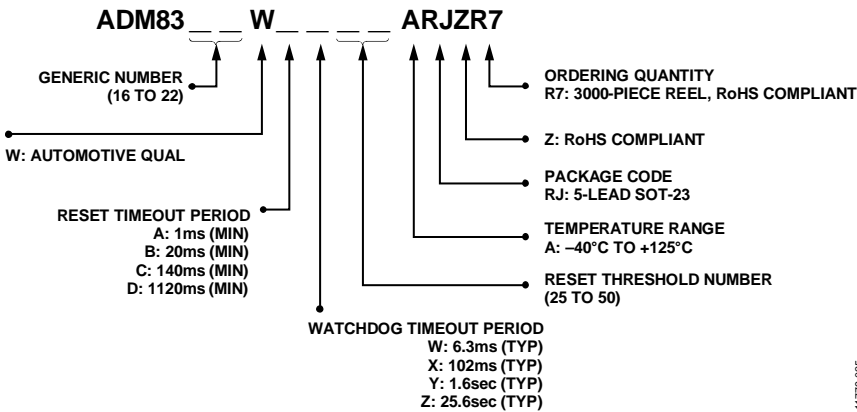 ADM83_ _ W_ _ _ _ ARJZR7
GENERIC NUMBER
(16 TO 22)
W: AUTOMOTIVE QUAL
RESET TIMEOUT PERIOD
A: 1ms (MIN)
B: 20ms (MIN)
C: 140ms (MIN)
D: 1120ms (MIN)
WATCHDOG TIMEOUT PERIOD
W: 6.3ms (TYP)
X: 102ms (TYP)
Y: 1.6sec (TYP)
Z: 25.6sec (TYP)
ORDERING QUANTITY
R7: 3000-PIECE REEL, RoHS COMPLIANT
Z: RoHS COMPLIANT
PACKAGE CODE
RJ: 5-LEAD SOT-23
TEMPERATURE RANGE
A: –40°C TO +125°C
RESET THRESHOLD NUMBER
(25 TO 50)